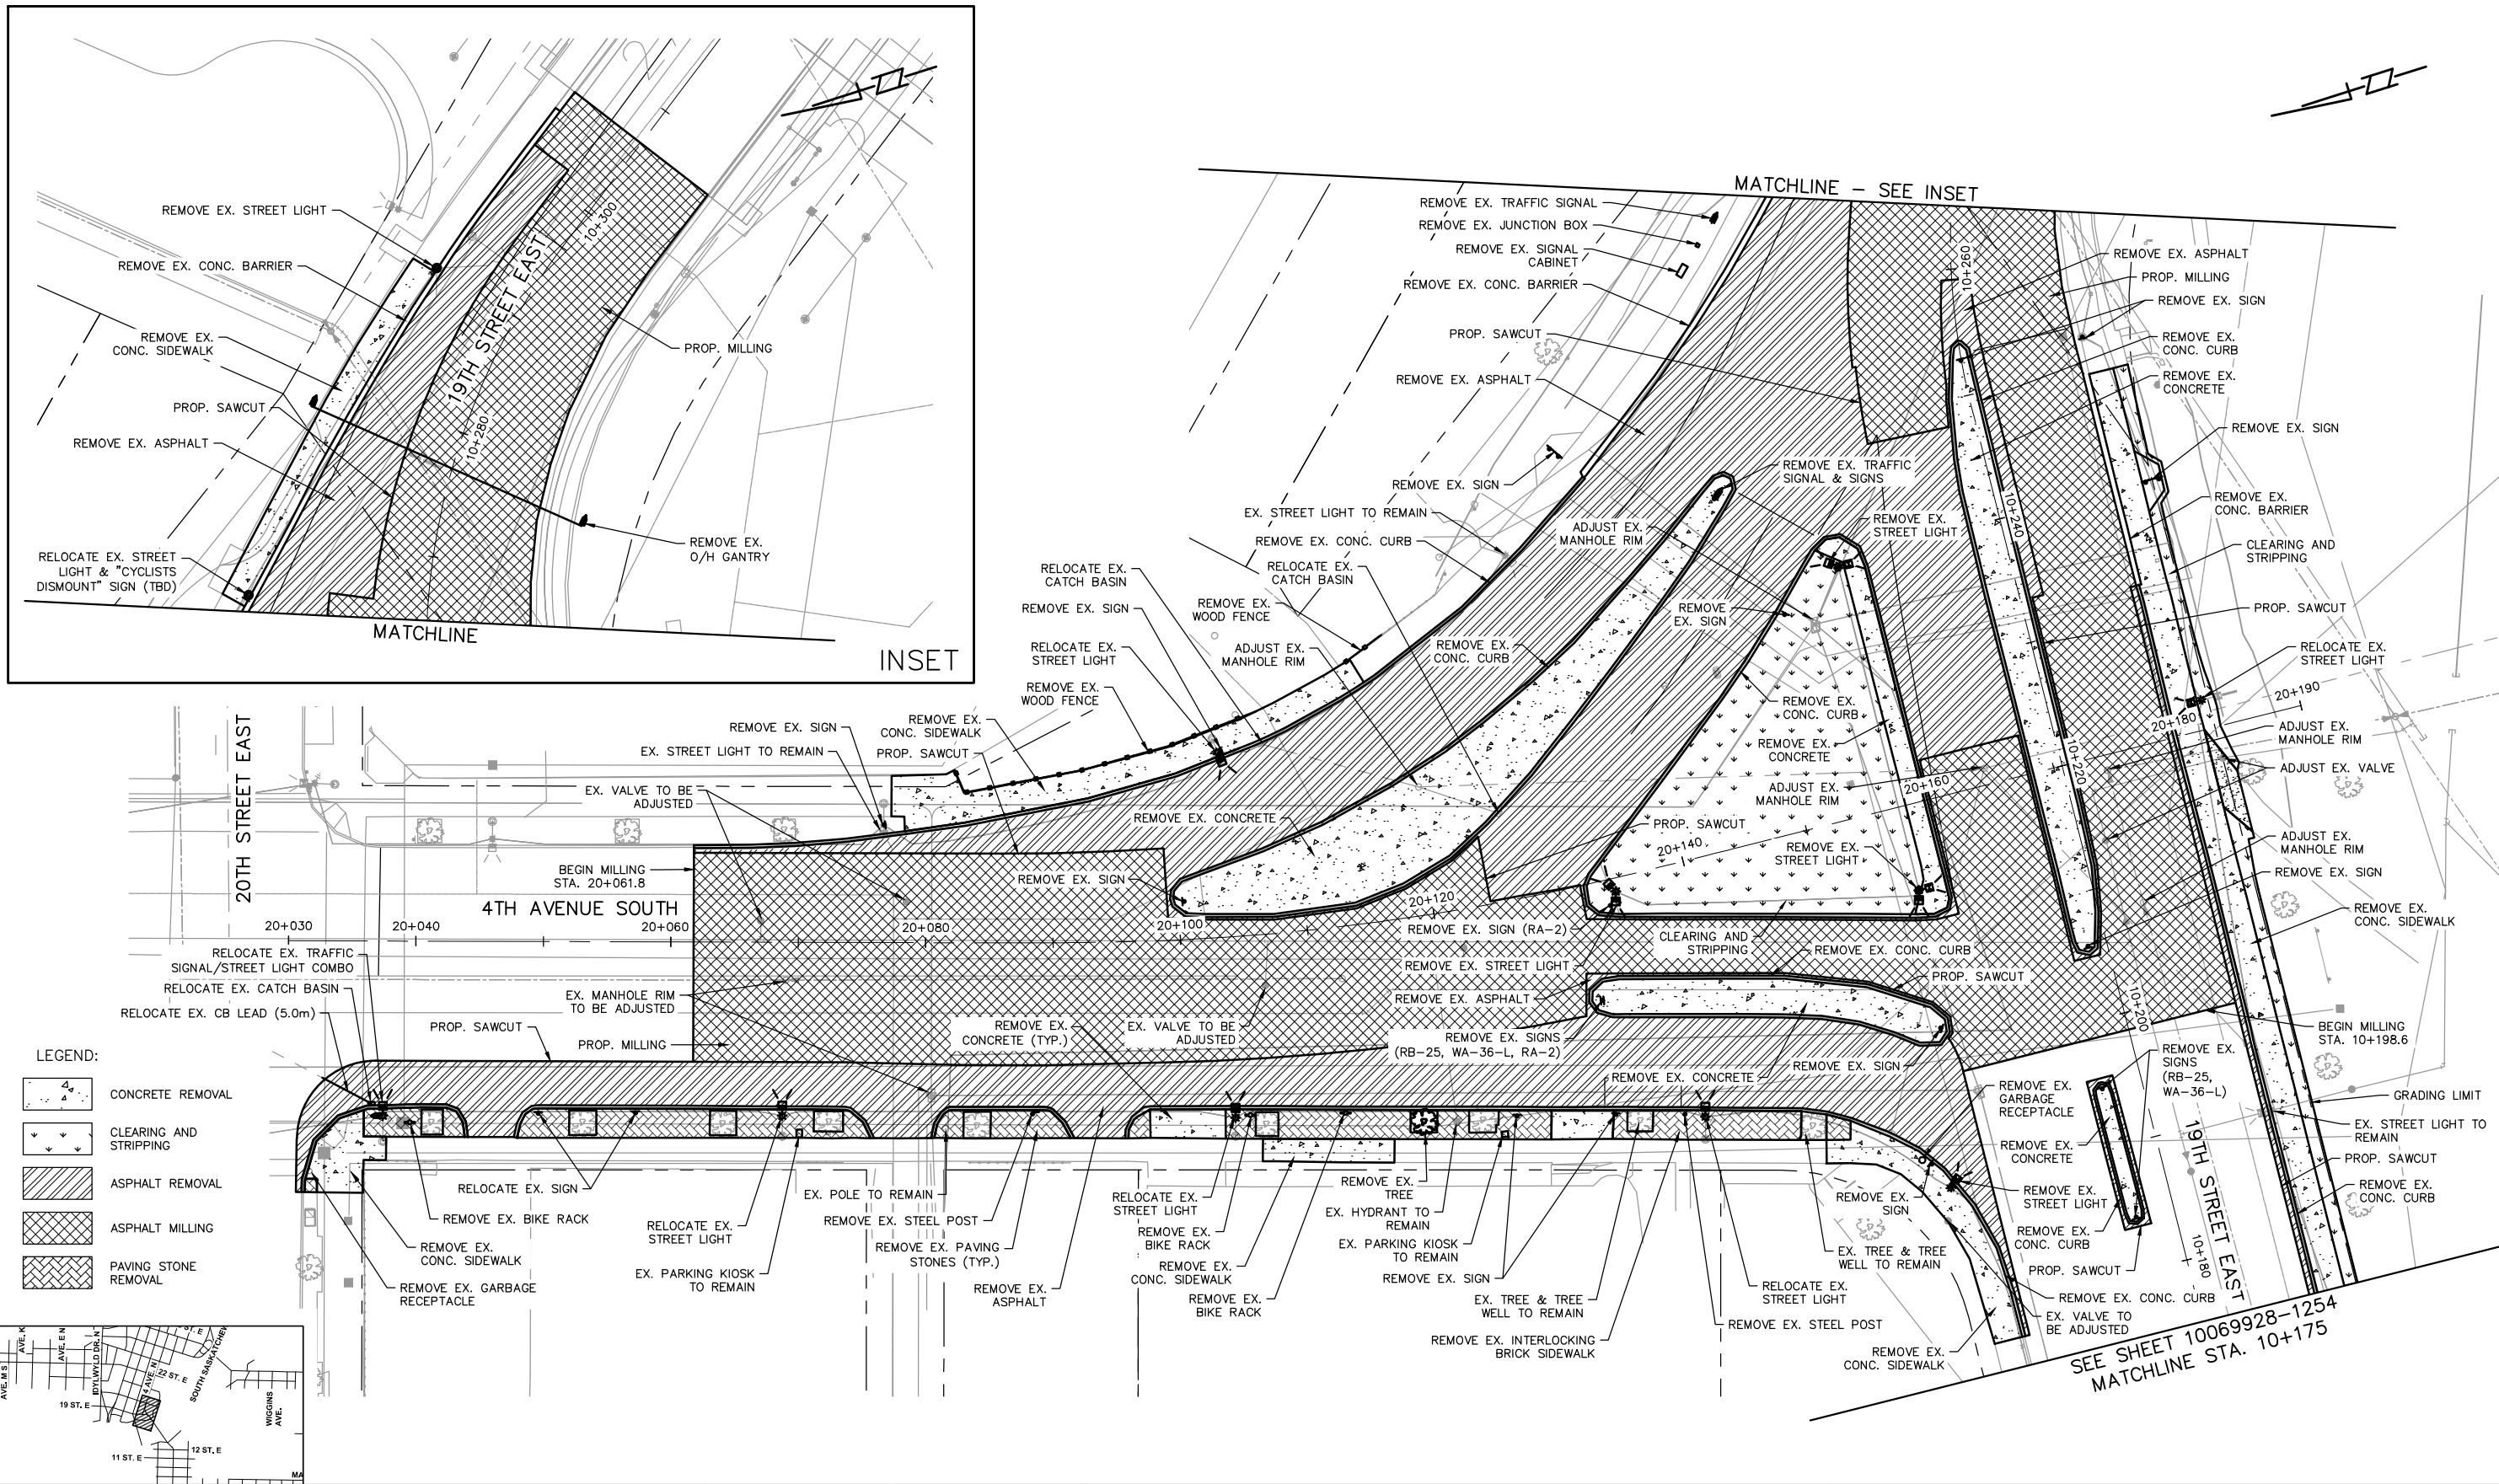 REMOVE EX. STREET LIGHT
REMOVE EX. CONC. BARRIER
REMOVE EX.
CONC. SIDEWALK
PROP. SAWCUT
REMOVE EX. ASPHALT
RELOCATE EX. STREET
LIGHT & "CYCLISTS
DISMOUNT" SIGN (TBD)
19TH STREET EAST
10+300
10+280
PROP. MILLING
REMOVE EX.
O/H GANTRY
MATCHLINE
INSET
MATCHLINE – SEE INSET
REMOVE EX. TRAFFIC SIGNAL
REMOVE EX. JUNCTION BOX
REMOVE EX. SIGNAL
CABINET
REMOVE EX. CONC. BARRIER
PROP. SAWCUT
REMOVE EX. ASPHALT
REMOVE EX. SIGN
EX. STREET LIGHT TO REMAIN
REMOVE EX. CONC. CURB
RELOCATE EX.
CATCH BASIN
RELOCATE EX.
CATCH BASIN
REMOVE EX. SIGN
REMOVE EX.
WOOD FENCE
RELOCATE EX.
STREET LIGHT
ADJUST EX.
MANHOLE RIM
REMOVE EX.
WOOD FENCE
REMOVE EX.
CONC. CURB
ADJUST EX.
MANHOLE RIM
REMOVE EX. TRAFFIC
SIGNAL & SIGNS
REMOVE EX.
STREET LIGHT
REMOVE
EX. SIGN
REMOVE EX.
CONC. CURB
REMOVE EX.
CONCRETE
ADJUST EX.
MANHOLE RIM
20+160
PROP. SAWCUT
20+140
REMOVE EX.
STREET LIGHT
10+260
REMOVE EX. ASPHALT
PROP. MILLING
REMOVE EX. SIGN
REMOVE EX.
CONC. CURB
REMOVE EX.
CONCRETE
REMOVE EX. SIGN
REMOVE EX.
CONC. BARRIER
10+240
CLEARING AND
STRIPPING
PROP. SAWCUT
RELOCATE EX.
STREET LIGHT
20+190
20+180
ADJUST EX.
MANHOLE RIM
ADJUST EX. VALVE
10+220
ADJUST EX.
MANHOLE RIM
REMOVE EX. SIGN
REMOVE EX.
CONC. SIDEWALK
20TH STREET EAST
REMOVE EX. SIGN
EX. STREET LIGHT TO REMAIN
REMOVE EX.
CONC. SIDEWALK
PROP. SAWCUT
EX. VALVE TO BE
ADJUSTED
REMOVE EX. CONCRETE
BEGIN MILLING
STA. 20+061.8
REMOVE EX. SIGN
4TH AVENUE SOUTH
20+030
20+040
20+060
20+080
20+100
20+120
REMOVE EX. SIGN (RA-2)
CLEARING AND
STRIPPING
REMOVE EX. CONC. CURB
REMOVE EX. STREET LIGHT
PROP. SAWCUT
REMOVE EX. ASPHALT
RELOCATE EX. TRAFFIC
SIGNAL/STREET LIGHT COMBO
RELOCATE EX. CATCH BASIN
RELOCATE EX. CB LEAD (5.0m)
PROP. SAWCUT
EX. MANHOLE RIM
TO BE ADJUSTED
PROP. MILLING
REMOVE EX.
CONCRETE (TYP.)
EX. VALVE TO BE
ADJUSTED
REMOVE EX. SIGNS
(RB-25, WA-36-L, RA-2)
REMOVE EX. CONCRETE
REMOVE EX. SIGN
10+200
BEGIN MILLING
STA. 10+198.6
REMOVE EX.
SIGNS
(RB-25,
WA-36-L)
REMOVE EX.
GARBAGE
RECEPTACLE
GRADING LIMIT
EX. STREET LIGHT TO
REMAIN
REMOVE EX.
CONCRETE
PROP. SAWCUT
REMOVE EX.
CONC. CURB
REMOVE EX.
STREET LIGHT
REMOVE EX.
CONC. CURB
PROP. SAWCUT
19TH STREET EAST
10+180
LEGEND:
CONCRETE REMOVAL
CLEARING AND
STRIPPING
ASPHALT REMOVAL
ASPHALT MILLING
PAVING STONE
REMOVAL
RELOCATE EX. SIGN
REMOVE EX. BIKE RACK
REMOVE EX.
CONC. SIDEWALK
REMOVE EX. GARBAGE
RECEPTACLE
RELOCATE EX.
STREET LIGHT
EX. PARKING KIOSK
TO REMAIN
EX. POLE TO REMAIN
REMOVE EX. STEEL POST
REMOVE EX. PAVING
STONES (TYP.)
REMOVE EX.
ASPHALT
RELOCATE EX.
STREET LIGHT
REMOVE EX.
BIKE RACK
REMOVE EX.
CONC. SIDEWALK
REMOVE EX.
BIKE RACK
REMOVE EX.
TREE
EX. HYDRANT TO
REMAIN
EX. PARKING KIOSK
TO REMAIN
REMOVE EX. SIGN
EX. TREE & TREE
WELL TO REMAIN
REMOVE EX. INTERLOCKING
BRICK SIDEWALK
RELOCATE EX.
STREET LIGHT
REMOVE EX. STEEL POST
REMOVE EX.
SIGN
EX. TREE & TREE
WELL TO REMAIN
REMOVE EX.
CONC. SIDEWALK
REMOVE EX. CONC. CURB
EX. VALVE TO
BE ADJUSTED
SEE SHEET 10069928-1254
MATCHLINE STA. 10+175
AVE. M S
AVE. K
AVE. E N
IDYLWYLD DR. N
4 AVE. N
22 ST. E
19 ST. E
WIGGINS
AVE.
12 ST. E
11 ST. E